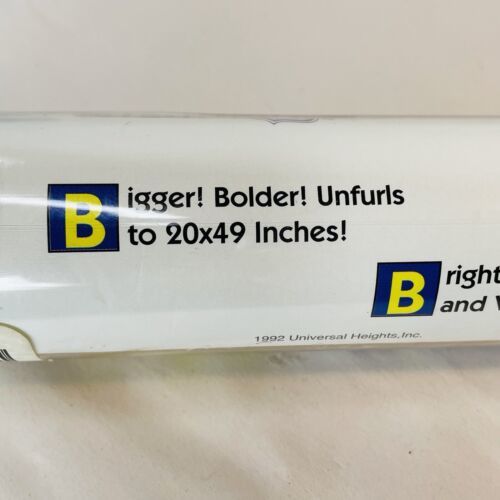 Bigger! Bolder! Unfurls
to 20x49 Inches!
Bright
and
1992 Universal Heights, Inc.